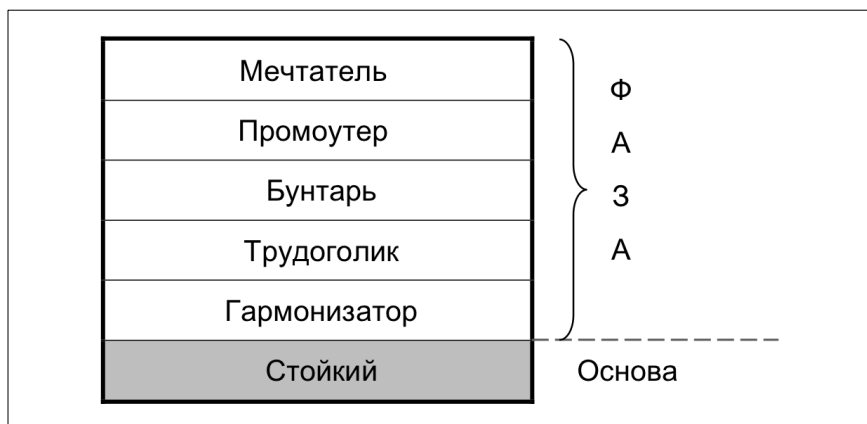 Мечтатель
Промоутер
Бунтарь
Трудоголик
Гармонизатор
Стойкий
Ф
А
З
А
Основа